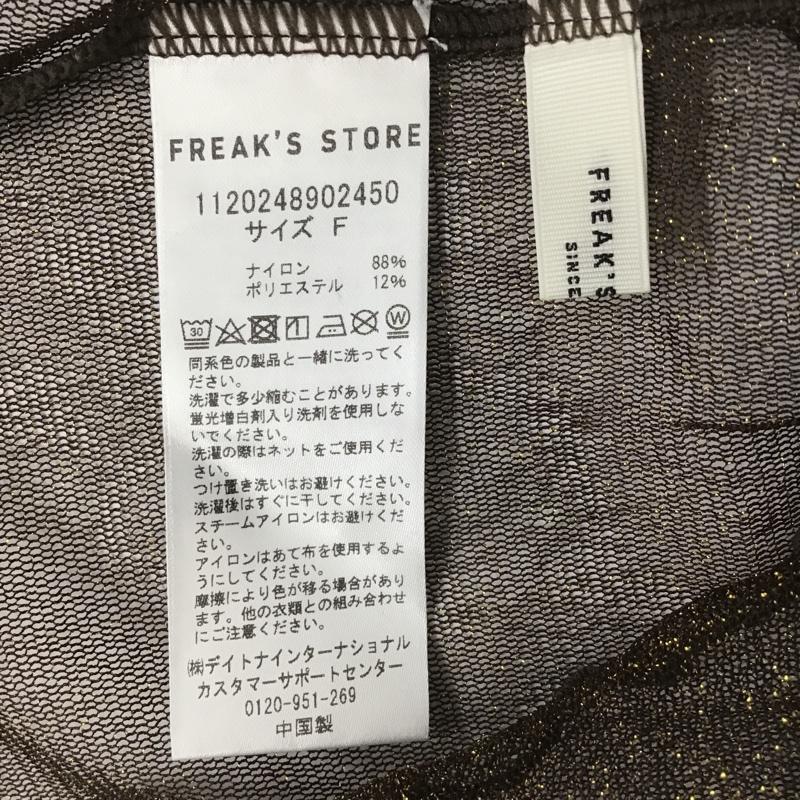 FREAK'S STORE
1120248902450
サイズ F
ナイロン 88%
ポリエステル 12%
30
W
同系色の製品と一緒に洗ってく
ださい。
洗濯で多少縮むことがあります。
蛍光増白剤入り洗剤を使用しな
いでください。
洗濯の際はネットをご使用くだ
さい。
つけ置き洗いはお避けください。
洗濯後はすぐに干してください。
スチームアイロンはお避けくだ
さい。
アイロンはあて布を使用するよ
うにしてください。
摩擦により色が移る場合があり
ます。他の衣類との組み合わせ
にご注意ください。
㈱デイトナインターナショナル
カスタマーサポートセンター
0120-951-269
中国製
FREAK'S
SINCE